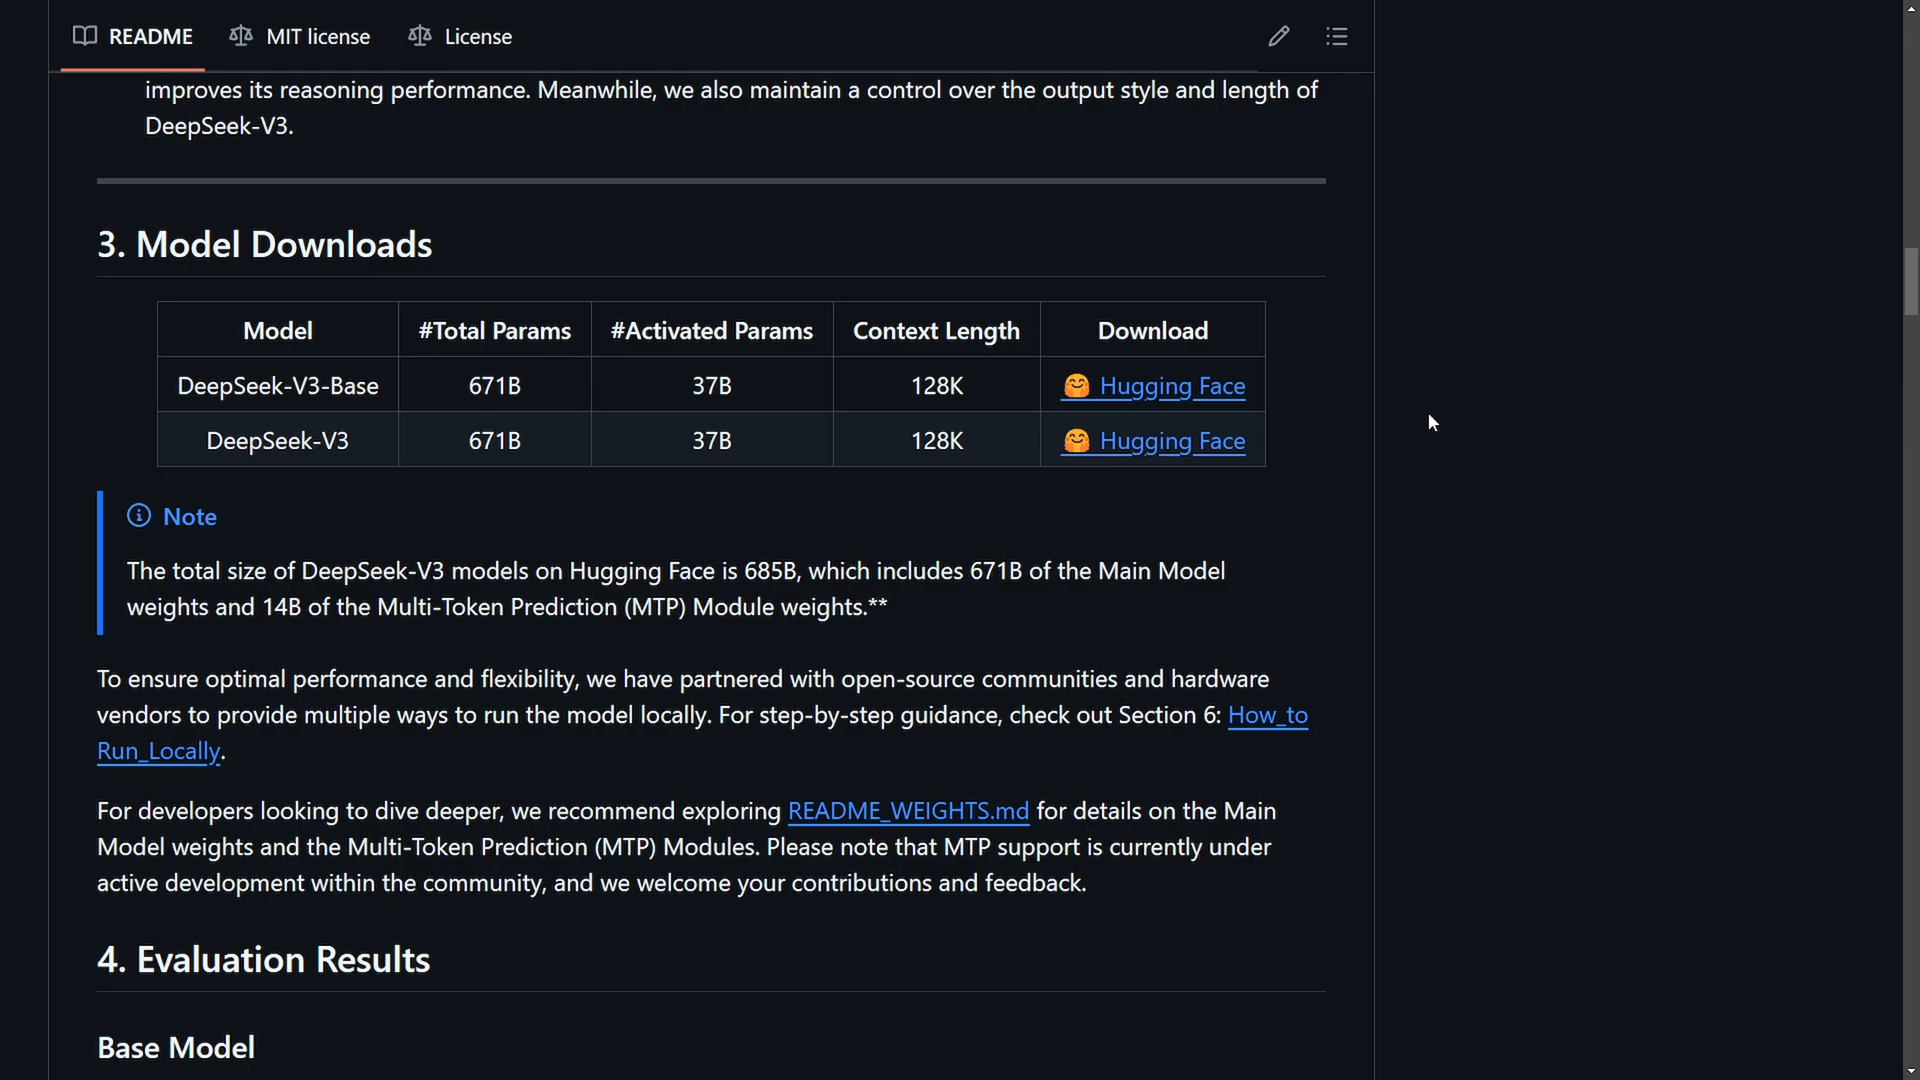 README MIT license License
improves its reasoning performance. Meanwhile, we also maintain a control over the output style and length of
DeepSeek-V3.
3. Model Downloads
Model #Total Params #Activated Params Context Length Download
DeepSeek-V3-Base 671B 37B 128K 🤗 Hugging Face
DeepSeek-V3 671B 37B 128K 🤗 Hugging Face
Note
The total size of DeepSeek-V3 models on Hugging Face is 685B, which includes 671B of the Main Model
weights and 14B of the Multi-Token Prediction (MTP) Module weights.**
To ensure optimal performance and flexibility, we have partnered with open-source communities and hardware
vendors to provide multiple ways to run the model locally. For step-by-step guidance, check out Section 6: How_to
Run_Locally.
For developers looking to dive deeper, we recommend exploring README_WEIGHTS.md for details on the Main
Model weights and the Multi-Token Prediction (MTP) Modules. Please note that MTP support is currently under
active development within the community, and we welcome your contributions and feedback.
4. Evaluation Results
Base Model